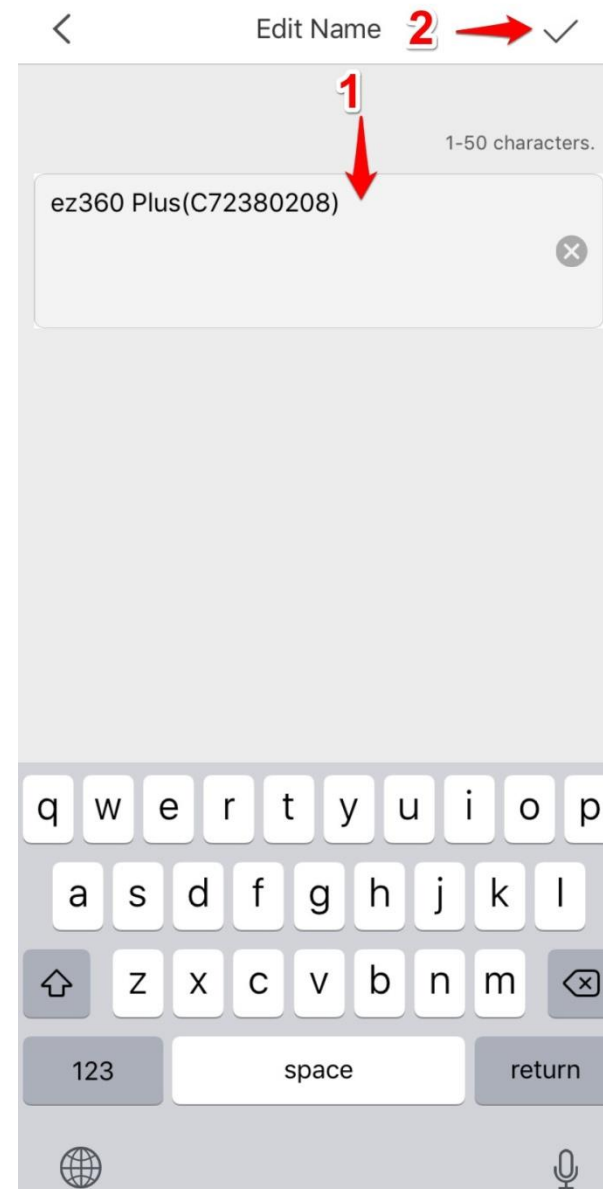 Edit Name 2
1
1-50 characters.
ez360 Plus(C72380208)
q w e r t y u i o p
a s d f g h j k l
z x c v b n m
123 space return